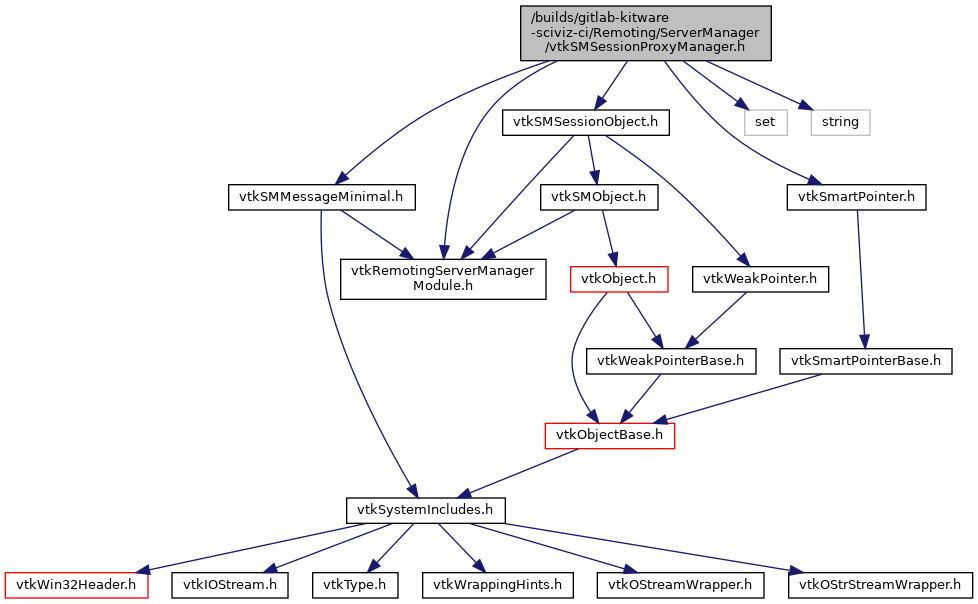 /builds/gitlab-kitware
-sciviz-ci/Remoting/ServerManager
/vtkSMSessionProxyManager.h
vtkSMSessionObject.h
set
string
vtkSMMessageMinimal.h
vtkSMObject.h
vtkSmartPointer.h
vtkRemotingServerManager
Module.h
vtkObject.h
vtkWeakPointer.h
vtkWeakPointerBase.h
vtkSmartPointerBase.h
vtkObjectBase.h
vtkSystemIncludes.h
vtkWin32Header.h
vtkIOStream.h
vtkType.h
vtkWrappingHints.h
vtkOStreamWrapper.h
vtkOStrStreamWrapper.h